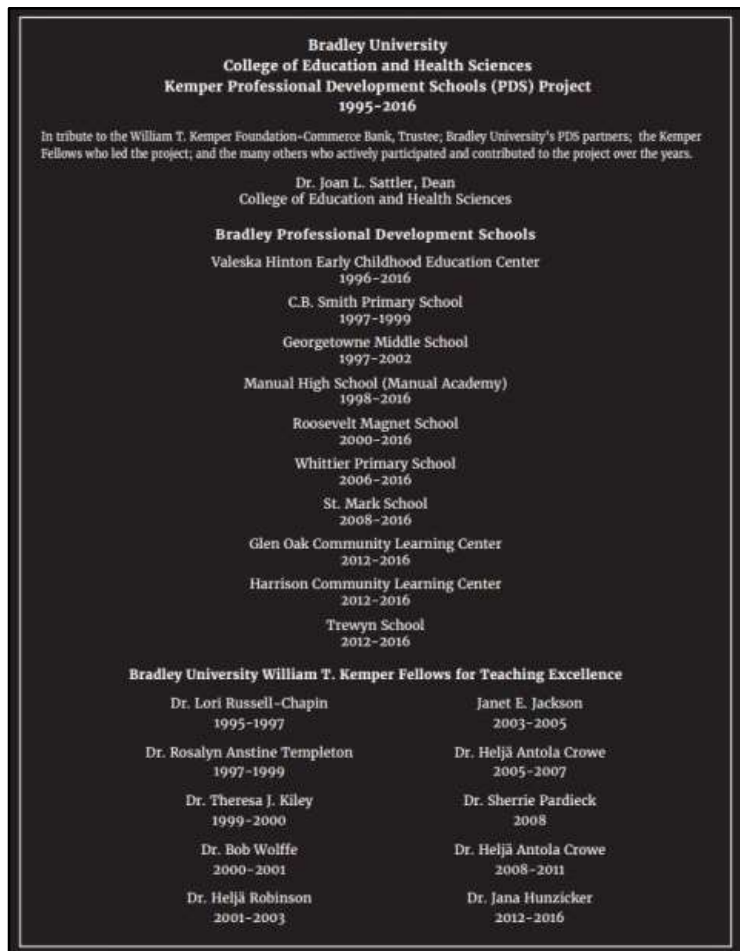 Bradley University
College of Education and Health Sciences
Kemper Professional Development Schools (PDS) Project
1995-2016
In tribute to the William T. Kemper Foundation-Commerce Bank, Trustee; Bradley University's PDS partners; the Kemper
Fellows who led the project; and the many others who actively participated and contributed to the project over the years.
Dr. Joan L. Sattler, Dean
College of Education and Health Sciences
Bradley Professional Development Schools
Valeska Hinton Early Childhood Education Center
1996-2016
C.B. Smith Primary School
1997-1999
Georgetowne Middle School
1997-2002
Manual High School (Manual Academy)
1998-2016
Roosevelt Magnet School
2000-2016
Whittier Primary School
2006-2016
St. Mark School
2008-2016
Glen Oak Community Learning Center
2012-2016
Harrison Community Learning Center
2012-2016
Trewyn School
2012-2016
Bradley University William T. Kemper Fellows for Teaching Excellence
Dr. Lori Russell-Chapin
1995-1997
Dr. Rosalyn Anstine Templeton
1997-1999
Dr. Theresa J. Kiley
1999-2000
Dr. Bob Wolffe
2000-2001
Dr. Heljä Robinson
2001-2003
Janet E. Jackson
2003-2005
Dr. Heljä Antola Crowe
2005-2007
Dr. Sherrie Pardieck
2008
Dr. Heljä Antola Crowe
2008-2011
Dr. Jana Hunzicker
2012-2016